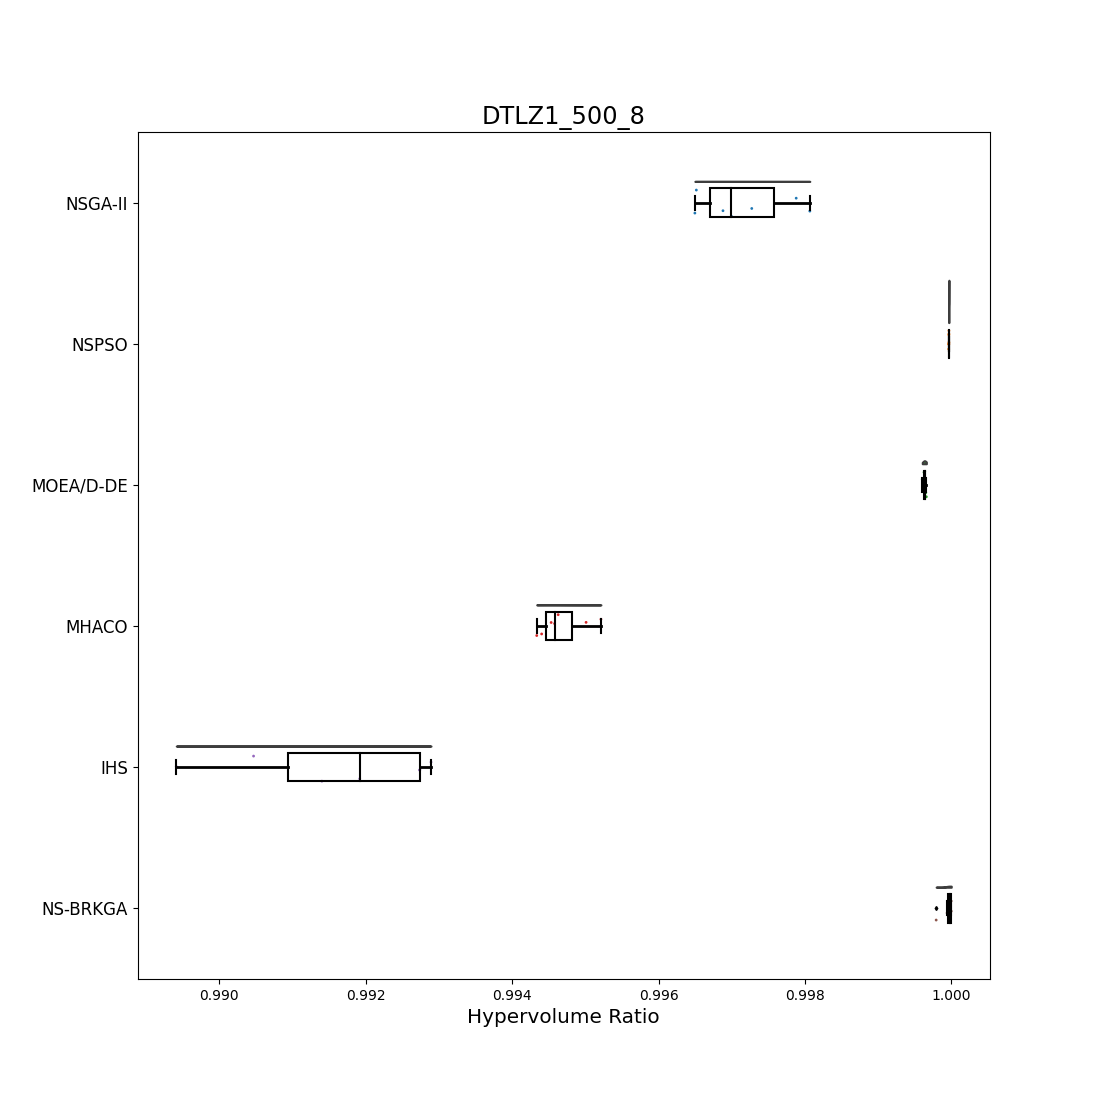 DTLZ1_500_8
NSGA-II
NSPSO
MOEA/D-DE
MHACO
IHS
NS-BRKGA
0.990 0.992 0.994 0.996 0.998 1.000
Hypervolume Ratio